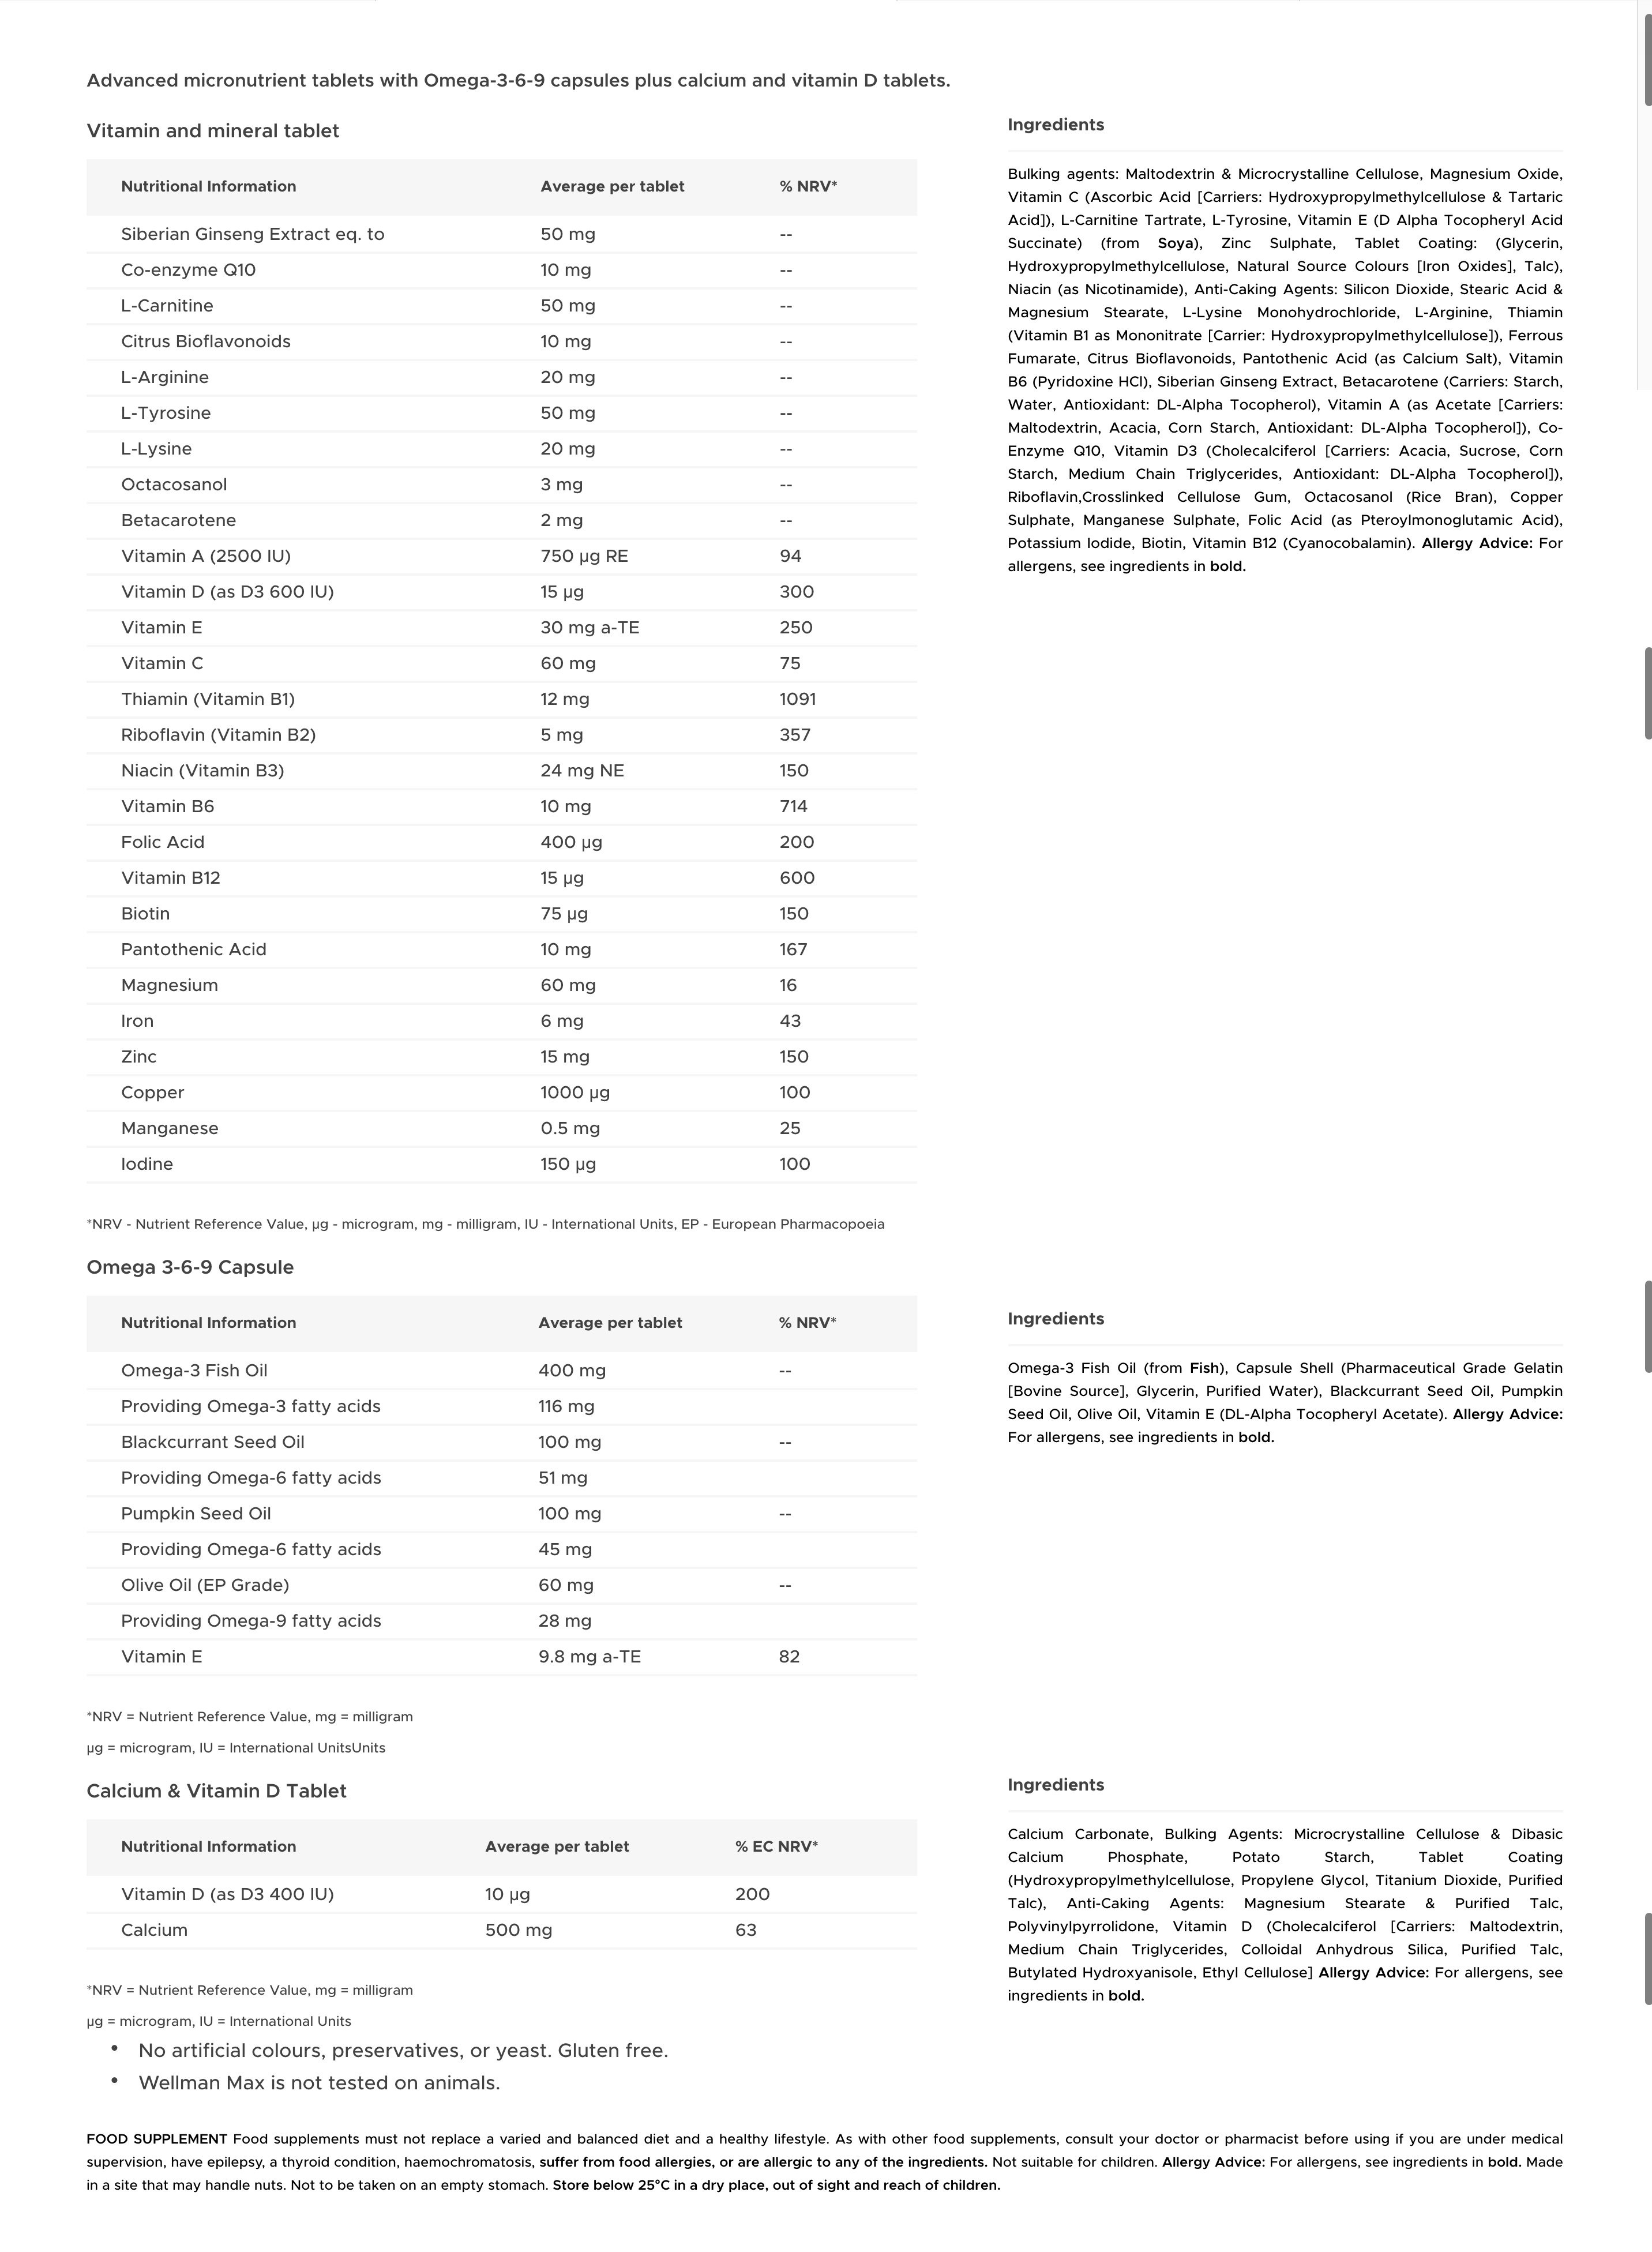 Advanced micronutrient tablets with Omega-3-6-9 capsules plus calcium and vitamin D tablets.
Vitamin and mineral tablet
Nutritional Information Average per tablet % NRV*
Siberian Ginseng Extract eq. to 50 mg --
Co-enzyme Q10 10 mg --
L-Carnitine 50 mg --
Citrus Bioflavonoids 10 mg --
L-Arginine 20 mg --
L-Tyrosine 50 mg --
L-Lysine 20 mg --
Octacosanol 3 mg --
Betacarotene 2 mg --
Vitamin A (2500 IU) 750 µg RE 94
Vitamin D (as D3 600 IU) 15 µg 300
Vitamin E 30 mg a-TE 250
Vitamin C 60 mg 75
Thiamin (Vitamin B1) 12 mg 1091
Riboflavin (Vitamin B2) 5 mg 357
Niacin (Vitamin B3) 24 mg NE 150
Vitamin B6 10 mg 714
Folic Acid 400 µg 200
Vitamin B12 15 µg 600
Biotin 75 µg 150
Pantothenic Acid 10 mg 167
Magnesium 60 mg 16
Iron 6 mg 43
Zinc 15 mg 150
Copper 1000 µg 100
Manganese 0.5 mg 25
Iodine 150 µg 100
*NRV - Nutrient Reference Value, µg - microgram, mg - milligram, IU - International Units, EP - European Pharmacopoeia
Ingredients
Bulking agents: Maltodextrin & Microcrystalline Cellulose, Magnesium Oxide,
Vitamin C (Ascorbic Acid [Carriers: Hydroxypropylmethylcellulose & Tartaric
Acid]), L-Carnitine Tartrate, L-Tyrosine, Vitamin E (D Alpha Tocopheryl Acid
Succinate) (from Soya), Zinc Sulphate, Tablet Coating: (Glycerin,
Hydroxypropylmethylcellulose, Natural Source Colours [Iron Oxides], Talc),
Niacin (as Nicotinamide), Anti-Caking Agents: Silicon Dioxide, Stearic Acid &
Magnesium Stearate, L-Lysine Monohydrochloride, L-Arginine, Thiamin
(Vitamin B1 as Mononitrate [Carrier: Hydroxypropylmethylcellulose]), Ferrous
Fumarate, Citrus Bioflavonoids, Pantothenic Acid (as Calcium Salt), Vitamin
B6 (Pyridoxine HCl), Siberian Ginseng Extract, Betacarotene (Carriers: Starch,
Water, Antioxidant: DL-Alpha Tocopherol), Vitamin A (as Acetate [Carriers:
Maltodextrin, Acacia, Corn Starch, Antioxidant: DL-Alpha Tocopherol]), Co-
Enzyme Q10, Vitamin D3 (Cholecalciferol [Carriers: Acacia, Sucrose, Corn
Starch, Medium Chain Triglycerides, Antioxidant: DL-Alpha Tocopherol]),
Riboflavin,Crosslinked Cellulose Gum, Octacosanol (Rice Bran), Copper
Sulphate, Manganese Sulphate, Folic Acid (as Pteroylmonoglutamic Acid),
Potassium Iodide, Biotin, Vitamin B12 (Cyanocobalamin). Allergy Advice: For
allergens, see ingredients in bold.
Omega 3-6-9 Capsule
Nutritional Information Average per tablet % NRV*
Omega-3 Fish Oil 400 mg --
Providing Omega-3 fatty acids 116 mg
Blackcurrant Seed Oil 100 mg --
Providing Omega-6 fatty acids 51 mg
Pumpkin Seed Oil 100 mg --
Providing Omega-6 fatty acids 45 mg
Olive Oil (EP Grade) 60 mg --
Providing Omega-9 fatty acids 28 mg
Vitamin E 9.8 mg a-TE 82
*NRV = Nutrient Reference Value, mg = milligram
µg = microgram, IU = International UnitsUnits
Ingredients
Omega-3 Fish Oil (from Fish), Capsule Shell (Pharmaceutical Grade Gelatin
[Bovine Source], Glycerin, Purified Water), Blackcurrant Seed Oil, Pumpkin
Seed Oil, Olive Oil, Vitamin E (DL-Alpha Tocopheryl Acetate). Allergy Advice:
For allergens, see ingredients in bold.
Calcium & Vitamin D Tablet
Nutritional Information Average per tablet % EC NRV*
Vitamin D (as D3 400 IU) 10 µg 200
Calcium 500 mg 63
*NRV = Nutrient Reference Value, mg = milligram
µg = microgram, IU = International Units
Ingredients
Calcium Carbonate, Bulking Agents: Microcrystalline Cellulose & Dibasic
Calcium Phosphate, Potato Starch, Tablet Coating
(Hydroxypropylmethylcellulose, Propylene Glycol, Titanium Dioxide, Purified
Talc), Anti-Caking Agents: Magnesium Stearate & Purified Talc,
Polyvinylpyrrolidone, Vitamin D (Cholecalciferol [Carriers: Maltodextrin,
Medium Chain Triglycerides, Colloidal Anhydrous Silica, Purified Talc,
Butylated Hydroxyanisole, Ethyl Cellulose] Allergy Advice: For allergens, see
ingredients in bold.
• No artificial colours, preservatives, or yeast. Gluten free.
• Wellman Max is not tested on animals.
FOOD SUPPLEMENT Food supplements must not replace a varied and balanced diet and a healthy lifestyle. As with other food supplements, consult your doctor or pharmacist before using if you are under medical
supervision, have epilepsy, a thyroid condition, haemochromatosis, suffer from food allergies, or are allergic to any of the ingredients. Not suitable for children. Allergy Advice: For allergens, see ingredients in bold. Made
in a site that may handle nuts. Not to be taken on an empty stomach. Store below 25°C in a dry place, out of sight and reach of children.